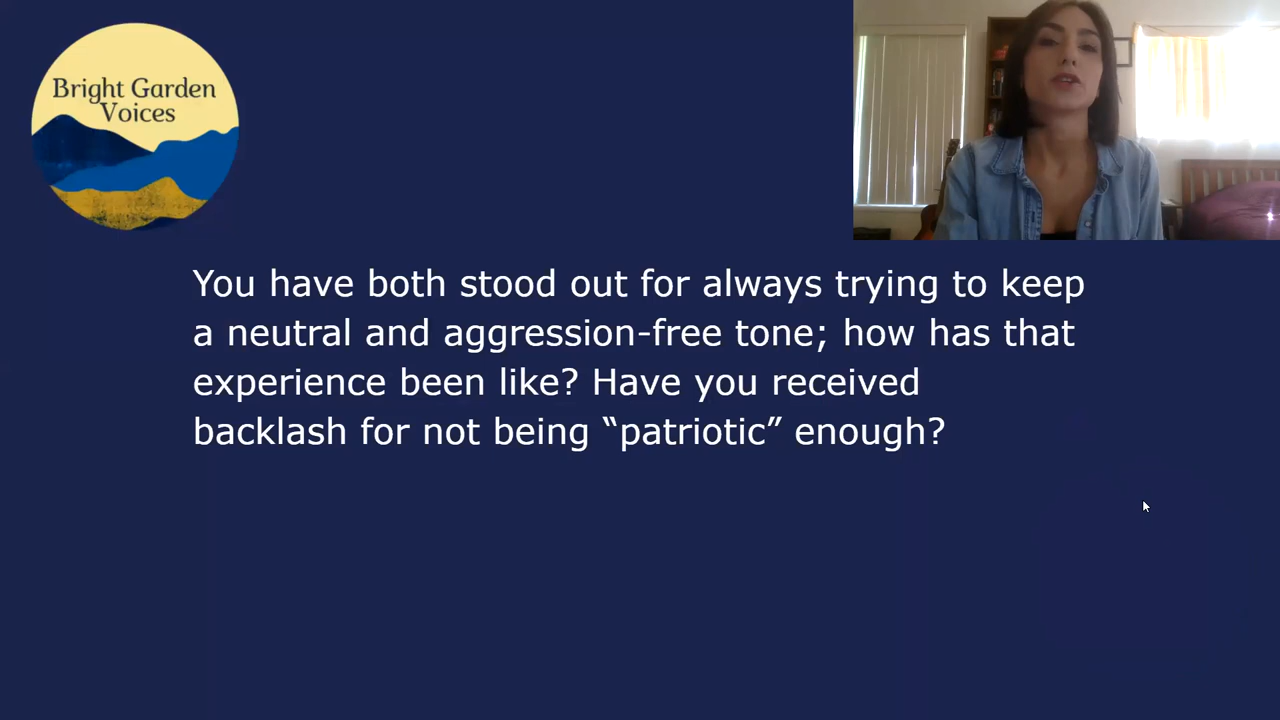 Bright Garden
Voices
You have both stood out for always trying to keep
a neutral and aggression-free tone; how has that
experience been like? Have you received
backlash for not being “patriotic” enough?